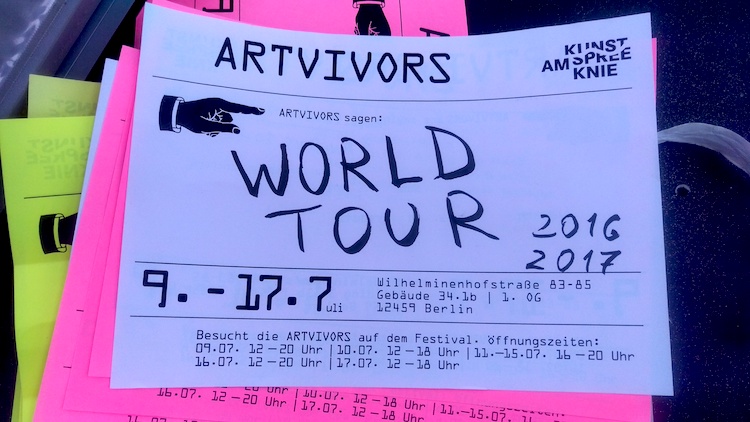 ARTVIVORS
KUNST
AM SPREE
KNIE
ARTVIVORS sagen:
WORLD
TOUR
2016
2017
9.-17.7uli
Wilhelminenhofstraße 83-85
Gebäude 34.1b | 1. OG
12459 Berlin
Besucht die ARTVIVORS auf dem Festival. öffnungszeiten:
09.07. 12-20 Uhr | 10.07. 12-18 Uhr | 11.-15.07. 16-20 Uhr
16.07. 12-20 Uhr | 17.07. 12-18 Uhr
16.07. 12-20 Uhr | 17.07. 12-18 Uhr